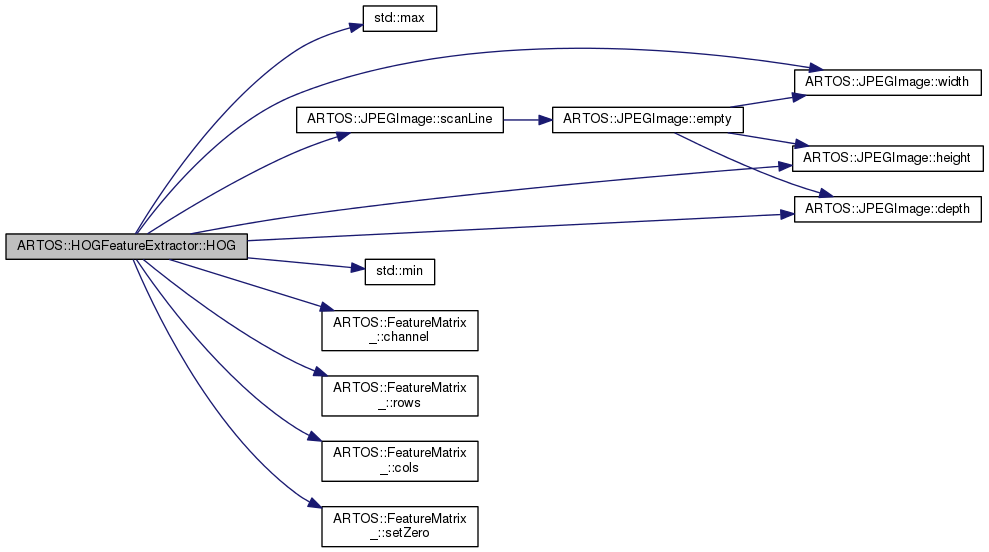 std::max
ARTOS::JPEGImage::width
ARTOS::JPEGImage::scanLine
ARTOS::JPEGImage::empty
ARTOS::JPEGImage::height
ARTOS::JPEGImage::depth
ARTOS::HOGFeatureExtractor::HOG
std::min
ARTOS::FeatureMatrix
_::channel
ARTOS::FeatureMatrix
_::rows
ARTOS::FeatureMatrix
_::cols
ARTOS::FeatureMatrix
_::setZero